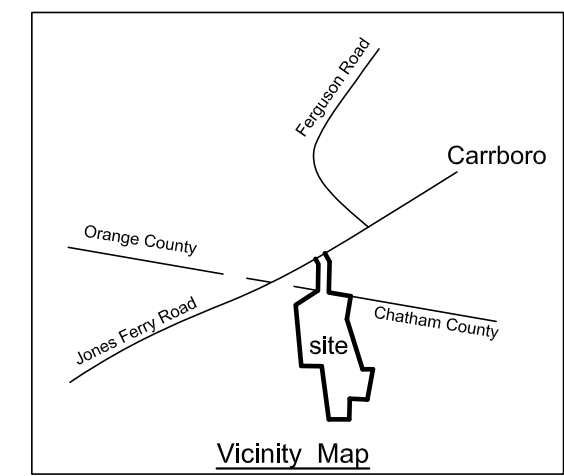 Ferguson Road
Carrboro
Orange County
Jones Ferry Road
Chatham County
site
Vicinity Map